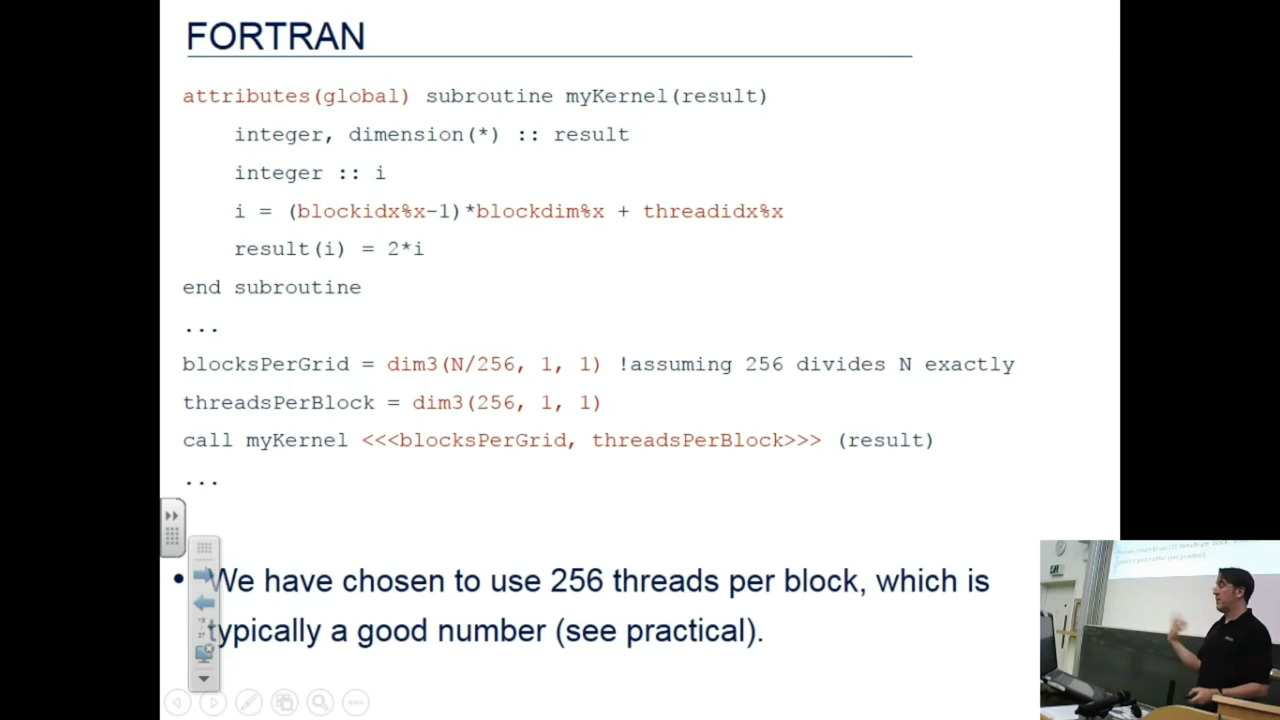 FORTRAN
attributes(global) subroutine myKernel(result)
integer, dimension(*) :: result
integer :: i
i = (blockidx%x-1)*blockdim%x + threadidx%x
result(i) = 2*i
end subroutine
...
blocksPerGrid = dim3(N/256, 1, 1) !assuming 256 divides N exactly
threadsPerBlock = dim3(256, 1, 1)
call myKernel <<<blocksPerGrid, threadsPerBlock>>> (result)
...
• We have chosen to use 256 threads per block, which is
typically a good number (see practical).